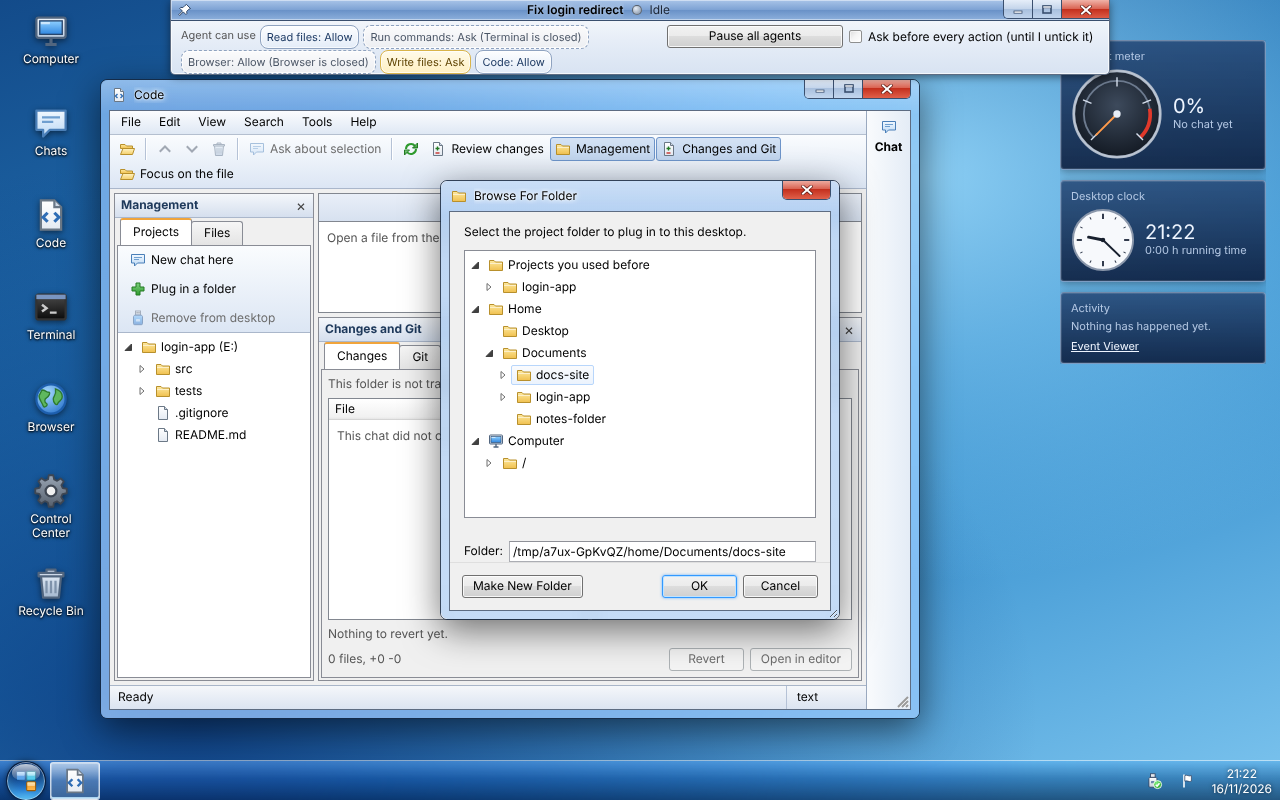 Fix login redirect
Idle
Agent can use
Read files: Allow
Run commands: Ask (Terminal is closed)
Browser: Allow (Browser is closed)
Write files: Ask
Code: Allow
Pause all agents
Ask before every action (until I untick it)
Computer
Chats
Code
Terminal
Browser
Control
Center
Recycle Bin
meter
0%
No chat yet
Desktop clock
21:22
0:00 h running time
Activity
Nothing has happened yet.
Event Viewer
Code
File
Edit
View
Search
Tools
Help
Ask about selection
Review changes
Management
Changes and Git
Focus on the file
Chat
Management
Projects
Files
New chat here
Plug in a folder
Remove from desktop
login-app (E:)
src
tests
.gitignore
README.md
Open a file from the
Changes and Git
Changes
Git
This folder is not tra
File
This chat did not c
Nothing to revert yet.
0 files, +0 -0
Revert
Open in editor
Ready
text
Browse For Folder
Select the project folder to plug in to this desktop.
Projects you used before
login-app
Home
Desktop
Documents
docs-site
login-app
notes-folder
Computer
/
Folder:
/tmp/a7ux-GpKvQZ/home/Documents/docs-site
Make New Folder
OK
Cancel
21:22
16/11/2026